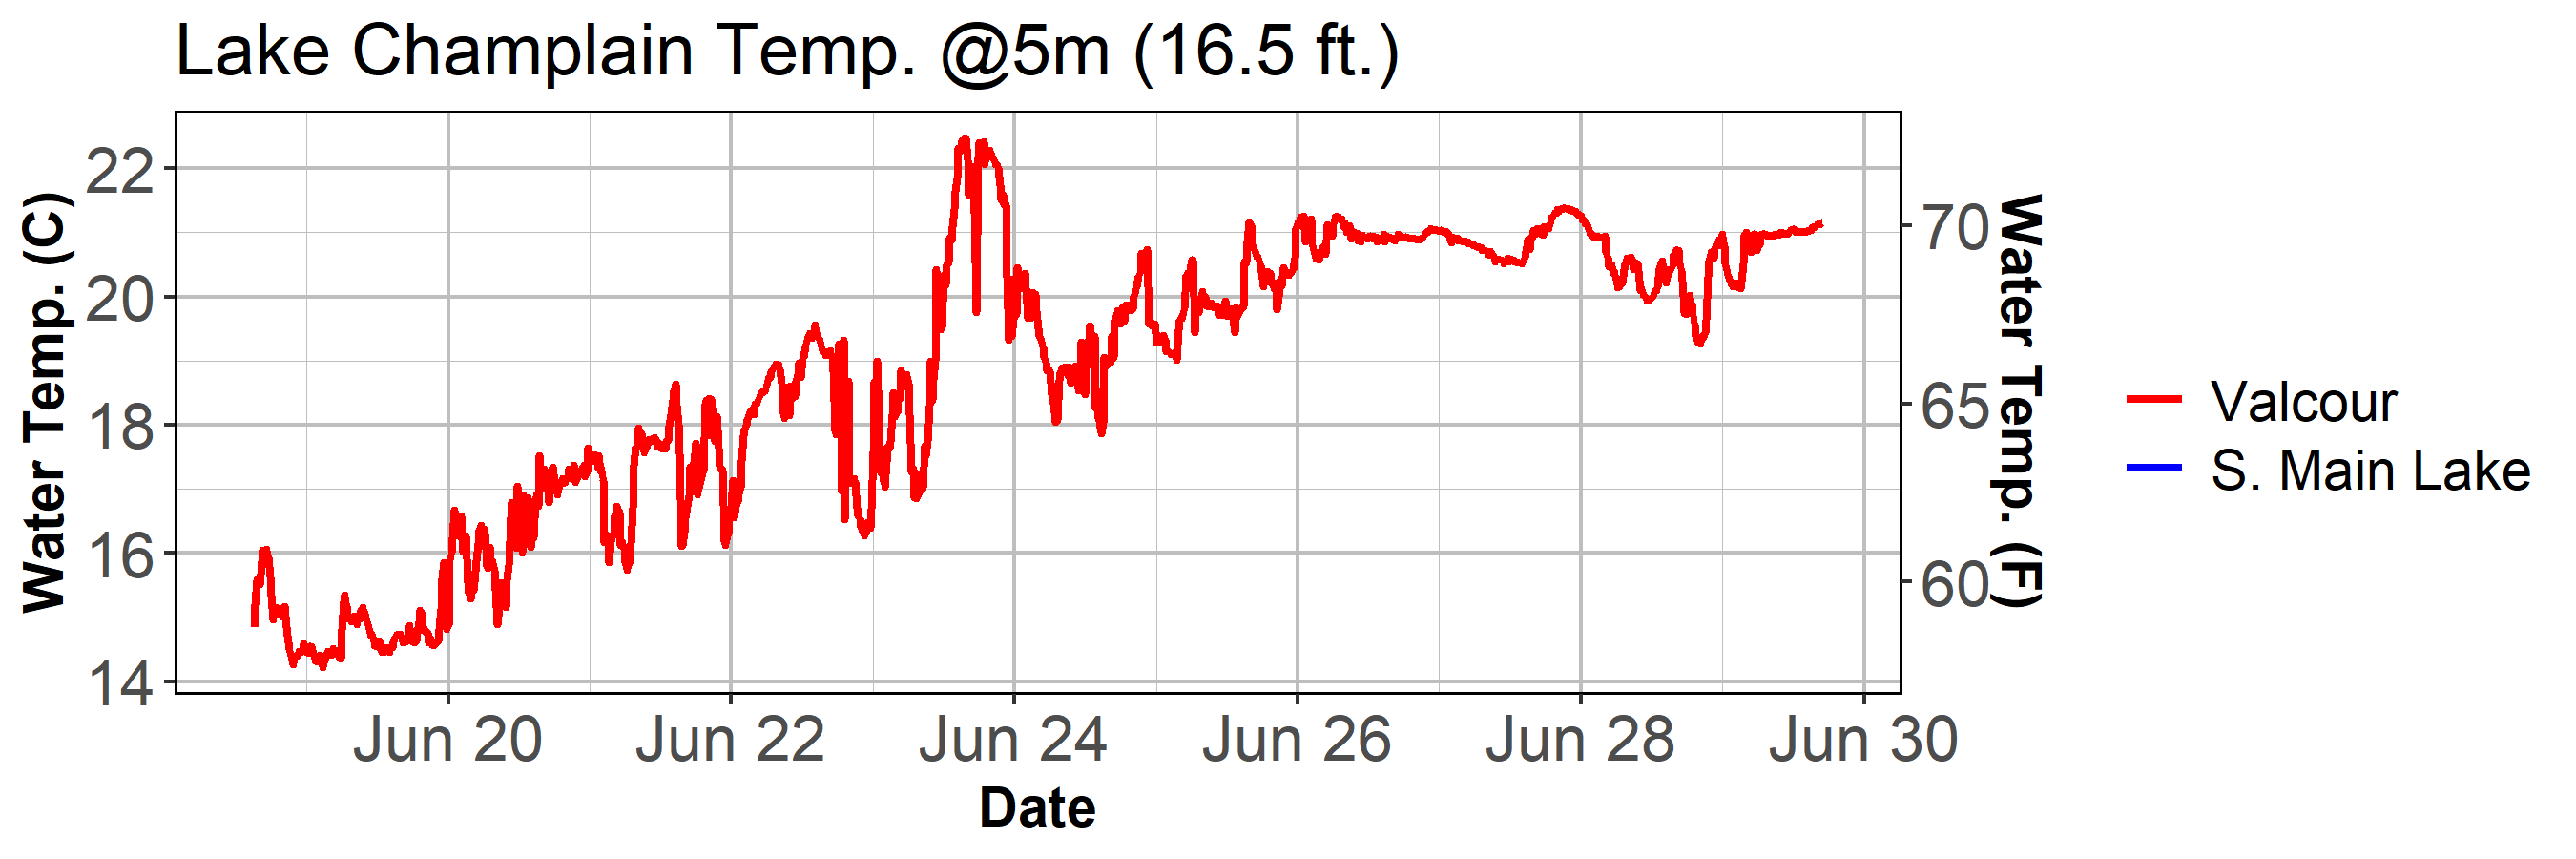 Lake Champlain Temp. @5m (16.5 ft.)
Water Temp. (C)
22
20
18
16
14
70
65
60
Water Temp. (F)
Jun 20
Jun 22
Jun 24
Jun 26
Jun 28
Jun 30
Date
Valcour
S. Main Lake